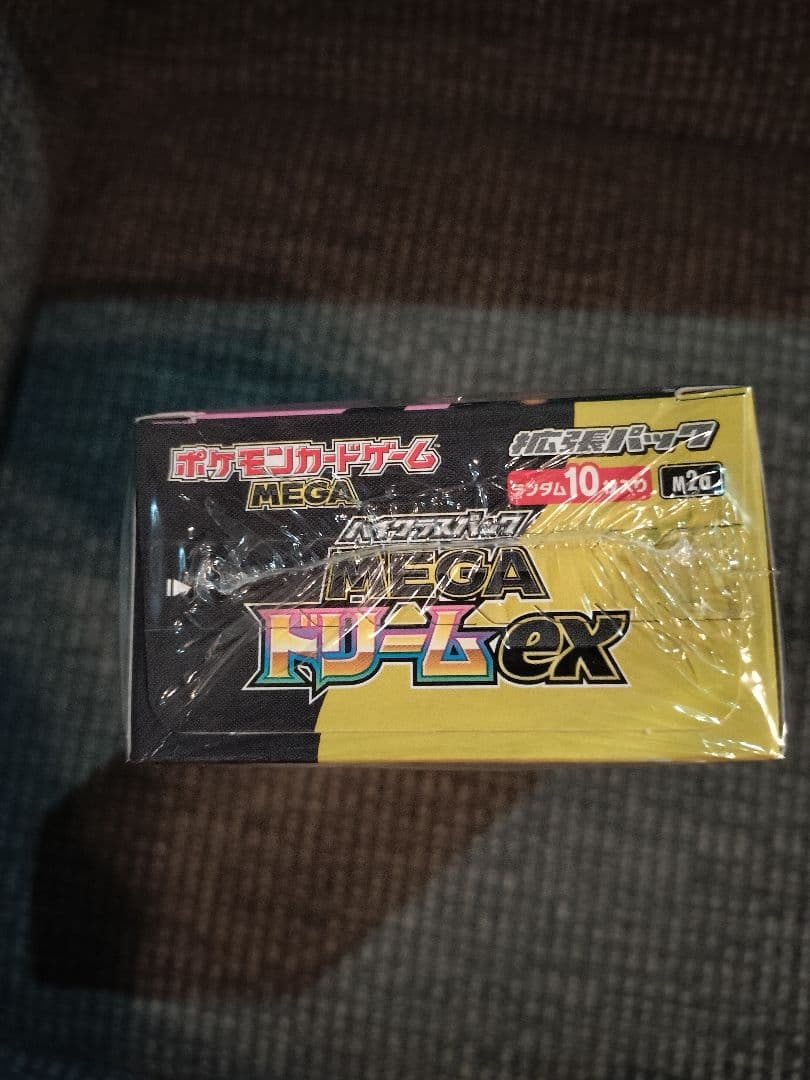 ポケモンカードゲーム
MEGA
拡張パック
ランダム10枚入り
M2a
ハイクラスパック
MEGA
ドリームex